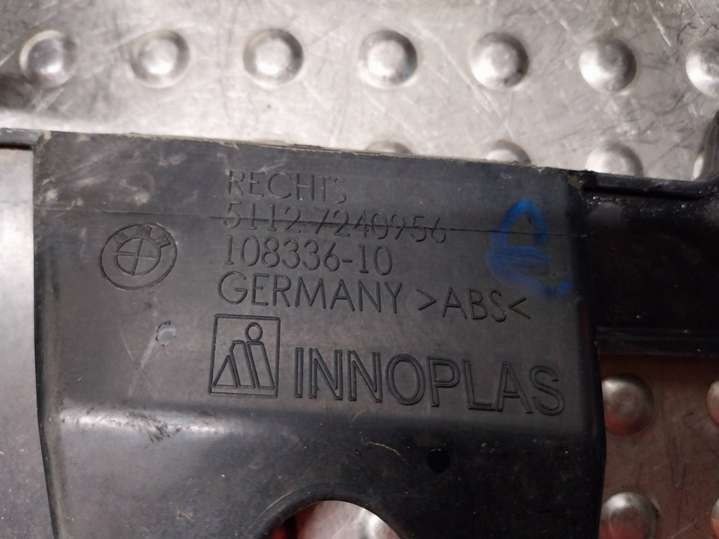 RECHTS
5112 7240956
108336-10
GERMANY >ABS<
INNOPLAS